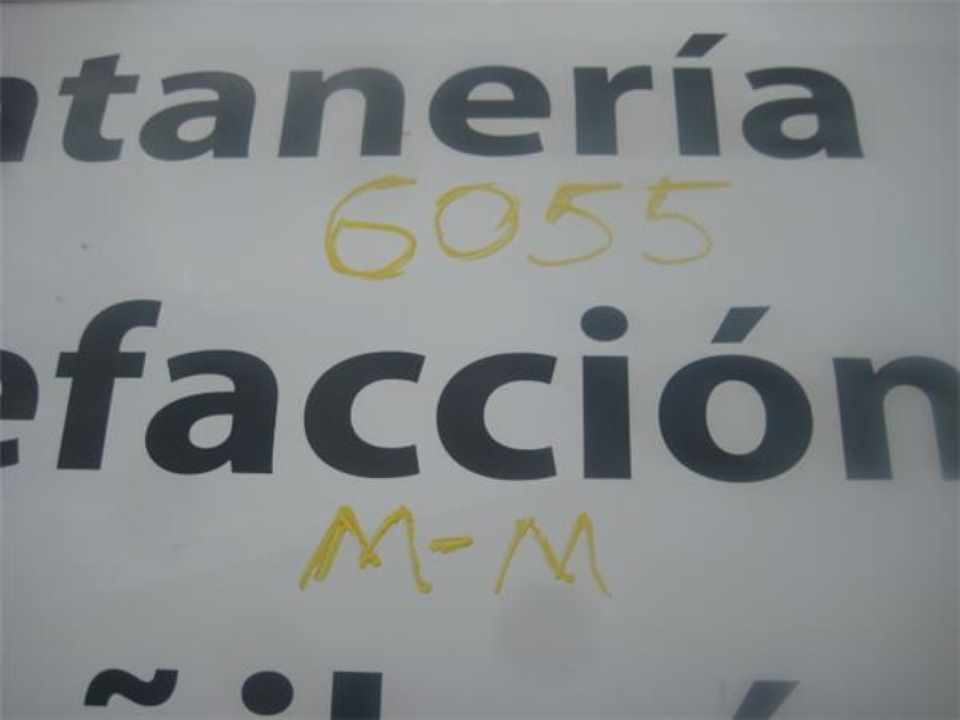 ntanería
6055
efacción
M-M